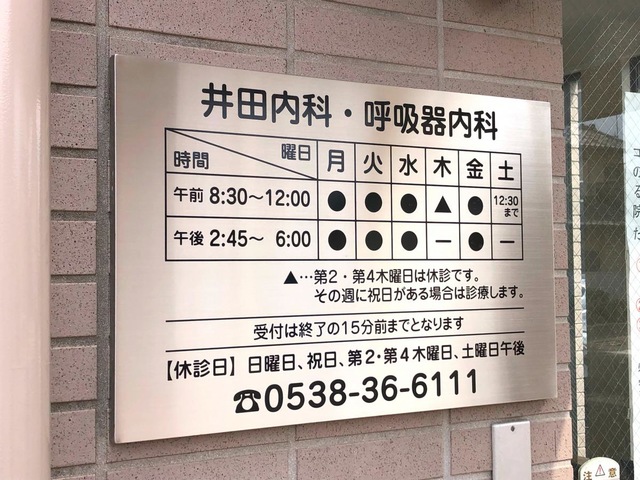 井田内科・呼吸器内科
時間 曜日 月 火 水 木 金 土
午前 8:30～12:00 ● ● ● ▲ ● 12:30まで
午後 2:45～ 6:00 ● ● ● ー ● ー
▲…第2・第4木曜日は休診です。
その週に祝日がある場合は診療します。
受付は終了の15分前までとなります
【休診日】日曜日、祝日、第2・第4木曜日、土曜日午後
☎0538-36-6111
注 意